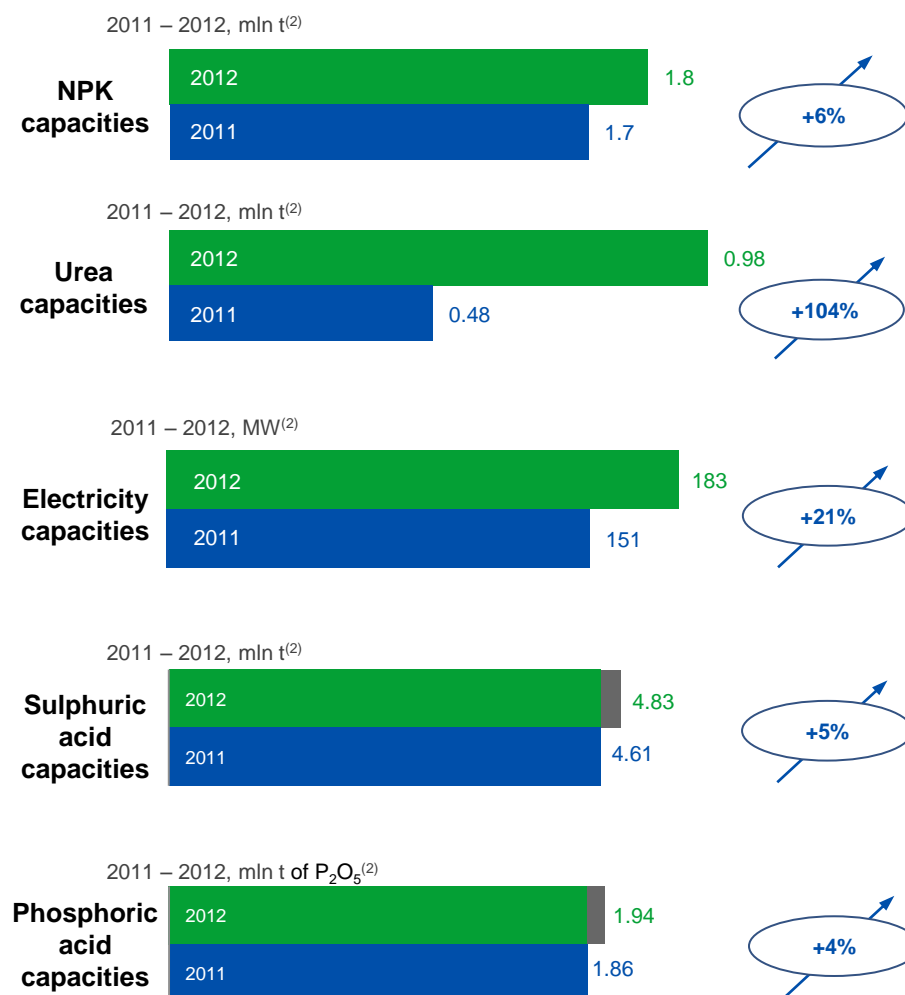 2011 – 2012, mln t(2)
NPK
capacities
2012
1.8
2011
1.7
+6%
2011 – 2012, mln t(2)
Urea
capacities
2012
0.98
2011
0.48
+104%
2011 – 2012, MW(2)
Electricity
capacities
2012
183
2011
151
+21%
2011 – 2012, mln t(2)
Sulphuric
acid
capacities
2012
4.83
2011
4.61
+5%
2011 – 2012, mln t of P2O5(2)
Phosphoric
acid
capacities
2012
1.94
2011
1.86
+4%